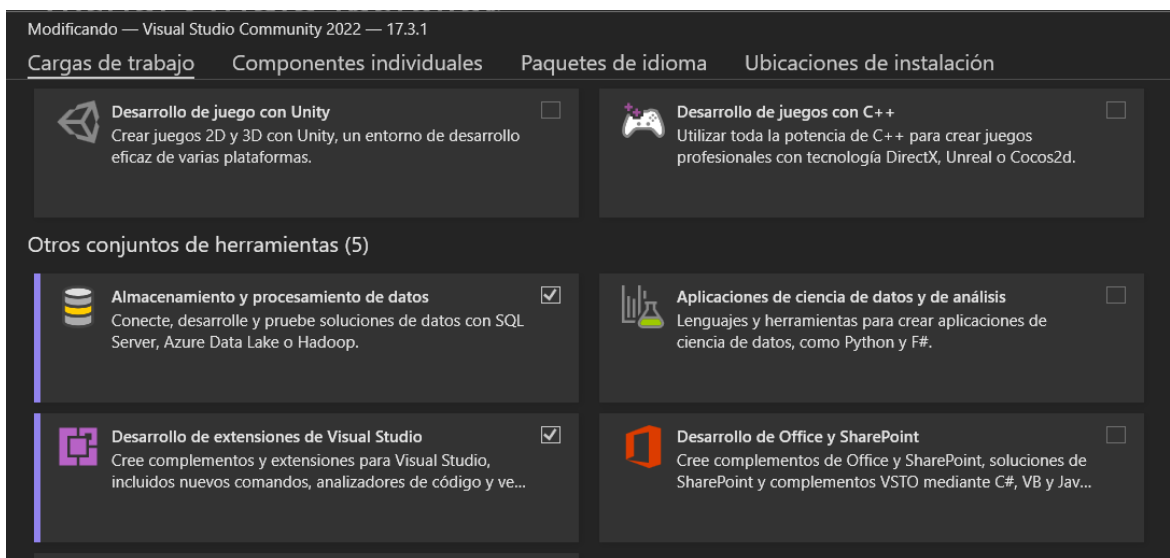 Modificando — Visual Studio Community 2022 — 17.3.1
Cargas de trabajo Componentes individuales Paquetes de idioma Ubicaciones de instalación
Desarrollo de juego con Unity
Crear juegos 2D y 3D con Unity, un entorno de desarrollo
eficaz de varias plataformas.
Desarrollo de juegos con C++
Utilizar toda la potencia de C++ para crear juegos
profesionales con tecnología DirectX, Unreal o Cocos2d.
Otros conjuntos de herramientas (5)
Almacenamiento y procesamiento de datos
Conecte, desarrolle y pruebe soluciones de datos con SQL
Server, Azure Data Lake o Hadoop.
Aplicaciones de ciencia de datos y de análisis
Lenguajes y herramientas para crear aplicaciones de
ciencia de datos, como Python y F#.
Desarrollo de extensiones de Visual Studio
Cree complementos y extensiones para Visual Studio,
incluidos nuevos comandos, analizadores de código y ve...
Desarrollo de Office y SharePoint
Cree complementos de Office y SharePoint, soluciones de
SharePoint y complementos VSTO mediante C#, VB y Jav...